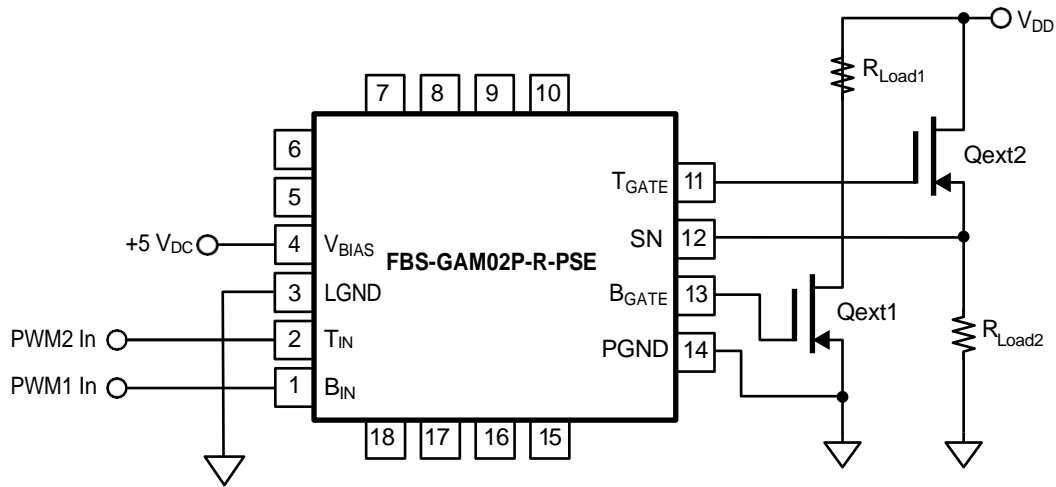 V_DD
R_Load1
7 8 9 10
6
5
+5 V_DC
4 V_BIAS
3 LGND
PWM2 In
2 T_IN
PWM1 In
1 B_IN
FBS-GAM02P-R-PSE
T_GATE 11
SN 12
B_GATE 13
PGND 14
Qext2
Qext1
R_Load2
18 17 16 15